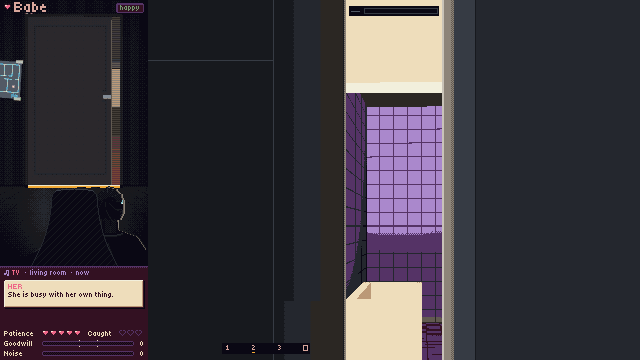 Babe
happy
TV · living room · now
HER
She is busy with her own thing.
Patience
Caught
Goodwill 0
Noise 0
1 2 3